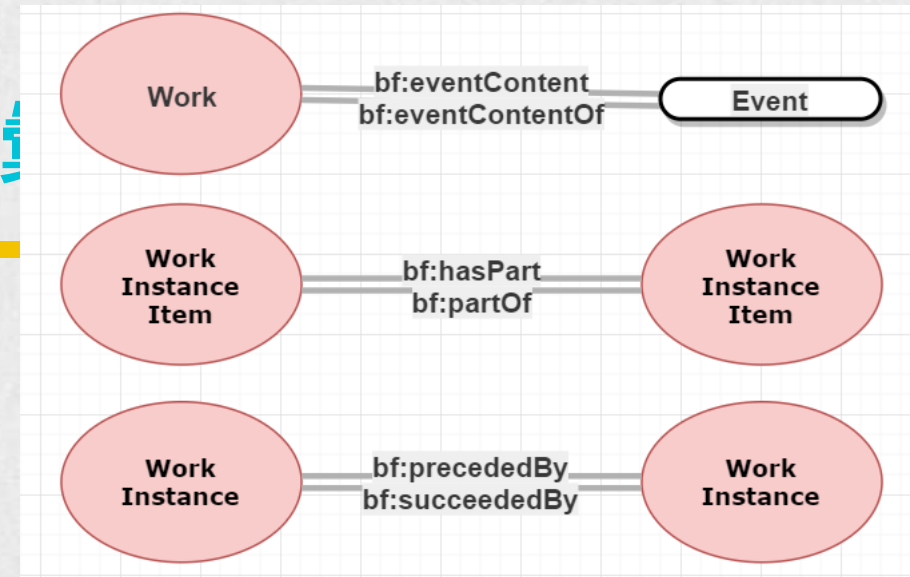 Work
bf:eventContent
bf:eventContentOf
Event
Work
Instance
Item
bf:hasPart
bf:partOf
Work
Instance
Item
Work
Instance
bf:precededBy
bf:succeededBy
Work
Instance